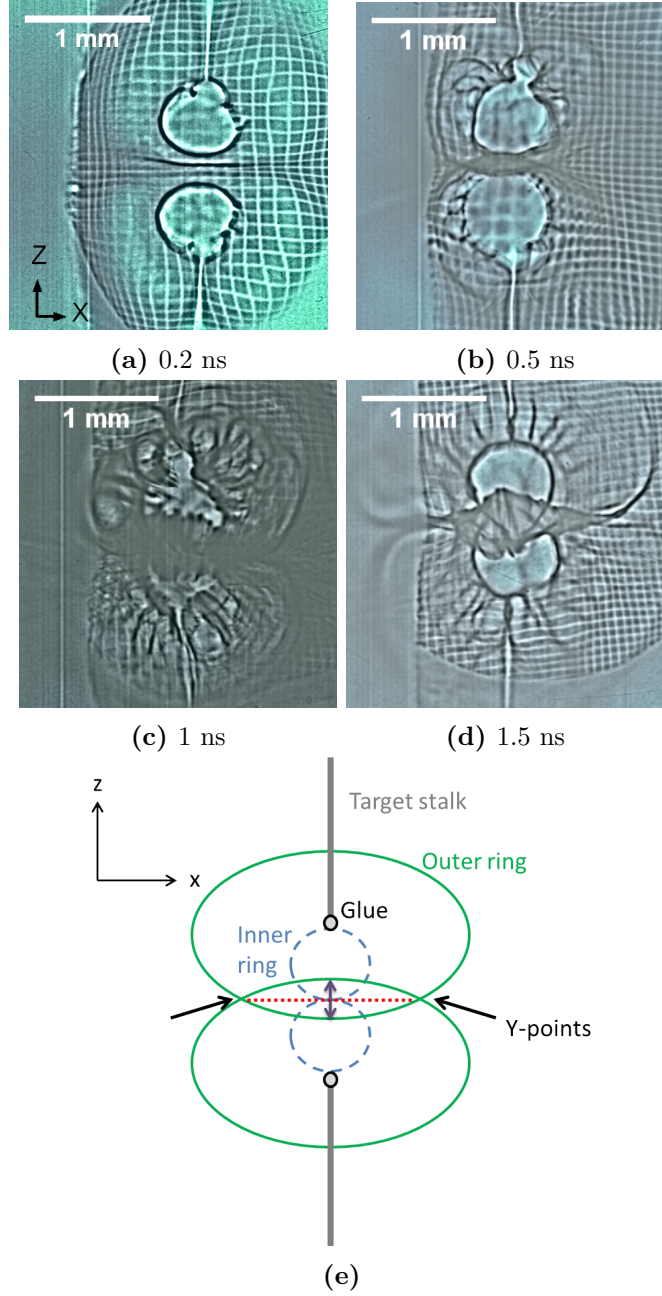 1 mm
1 mm
Z
X
(a) 0.2 ns
(b) 0.5 ns
1 mm
1 mm
(c) 1 ns
(d) 1.5 ns
z
x
Target stalk
Outer ring
Glue
Inner
ring
Y-points
(e)